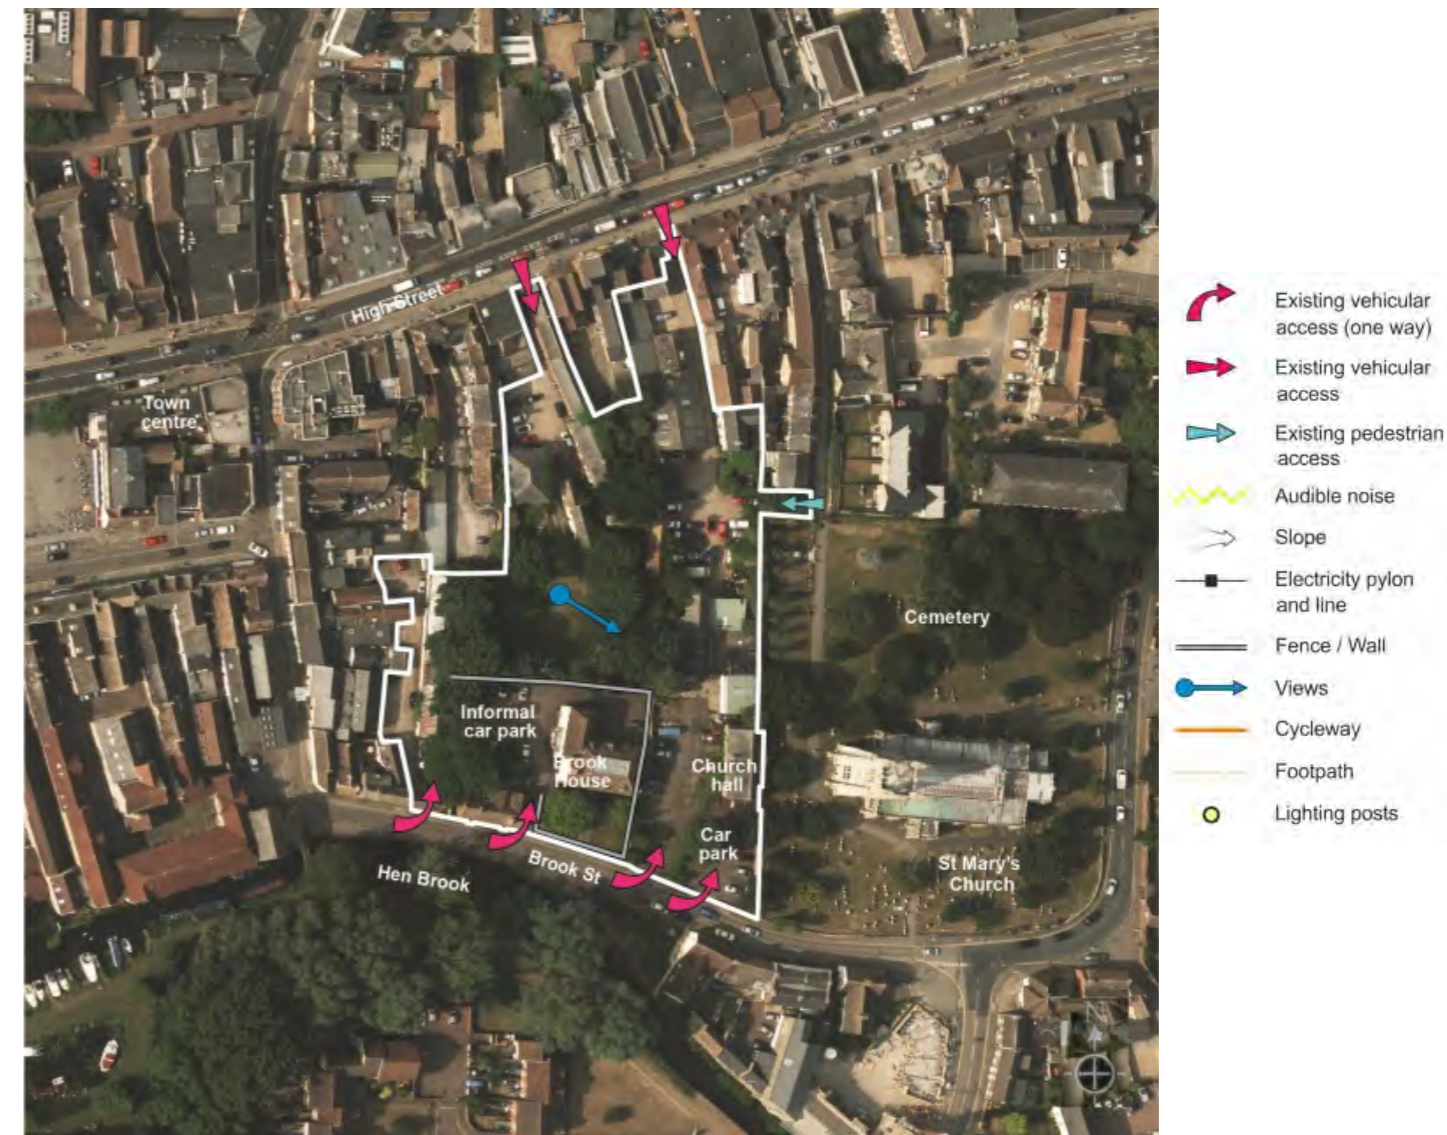 High Street
Town
centre
Cemetery
Informal
car park
Brook
House
Church
hall
Car
park
Brook St
Hen Brook
St Mary's
Church
N
Existing vehicular
access (one way)
Existing vehicular
access
Existing pedestrian
access
Audible noise
Slope
Electricity pylon
and line
Fence / Wall
Views
Cycleway
Footpath
Lighting posts